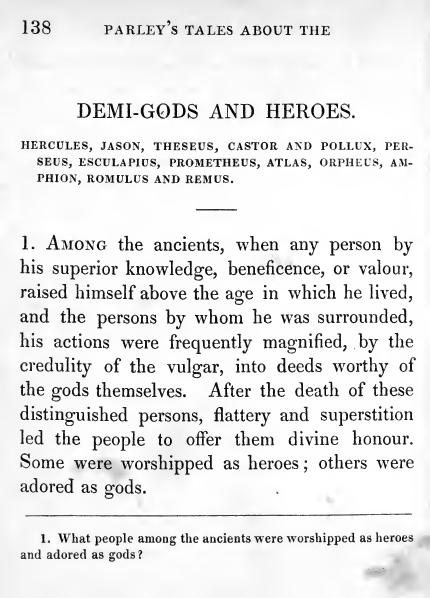 138 PARLEY'S TALES ABOUT THE
DEMI-GODS AND HEROES.
HERCULES, JASON, THESEUS, CASTOR AND POLLUX, PER-
SEUS, ESCULAPIUS, PROMETHEUS, ATLAS, ORPHEUS, AM-
PHION, ROMULUS AND REMUS.
1. AMONG the ancients, when any person by
his superior knowledge, beneficence, or valour,
raised himself above the age in which he lived,
and the persons by whom he was surrounded,
his actions were frequently magnified, by the
credulity of the vulgar, into deeds worthy of
the gods themselves. After the death of these
distinguished persons, flattery and superstition
led the people to offer them divine honour.
Some were worshipped as heroes; others were
adored as gods.
1. What people among the ancients were worshipped as heroes
and adored as gods?